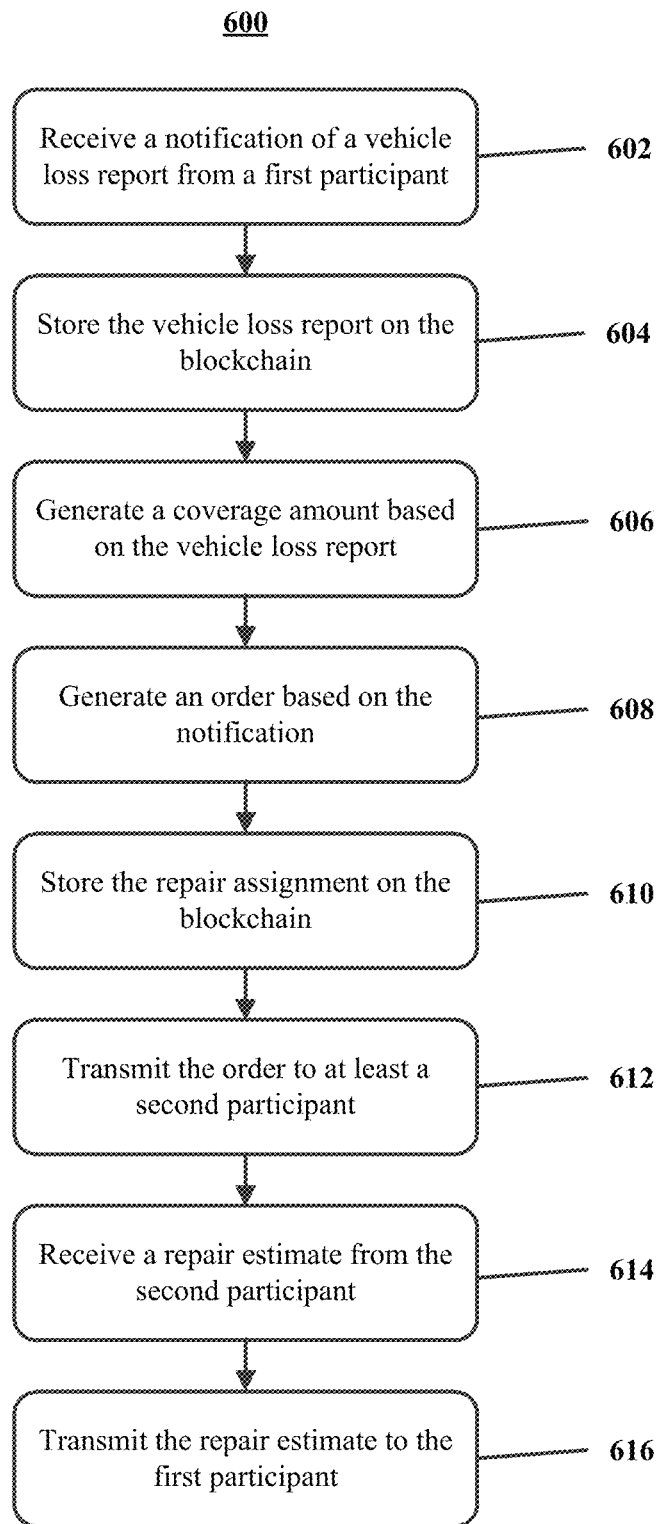 600
Receive a notification of a vehicle
loss report from a first participant
602
Store the vehicle loss report on the
blockchain
604
Generate a coverage amount based
on the vehicle loss report
606
Generate an order based on the
notification
608
Store the repair assignment on the
blockchain
610
Transmit the order to at least a
second participant
612
Receive a repair estimate from the
second participant
614
Transmit the repair estimate to the
first participant
616